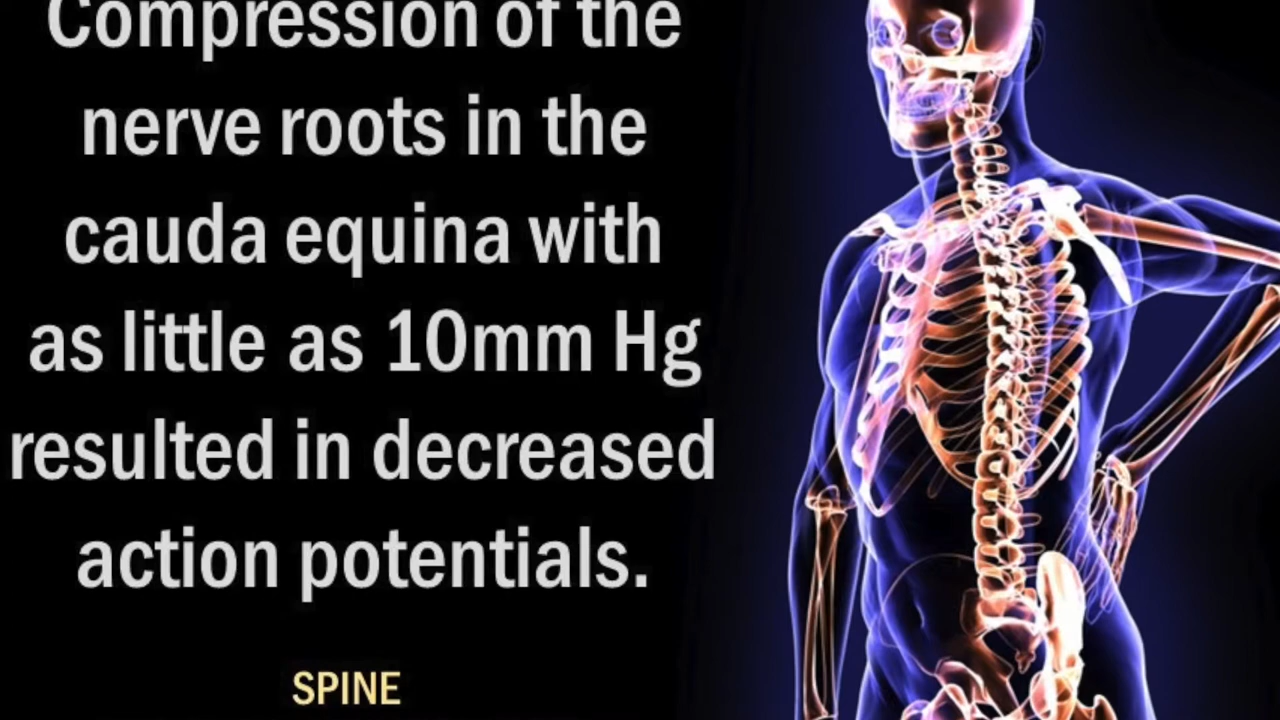 Compression of the
nerve roots in the
cauda equina with
as little as 10mm Hg
resulted in decreased
action potentials.
SPINE